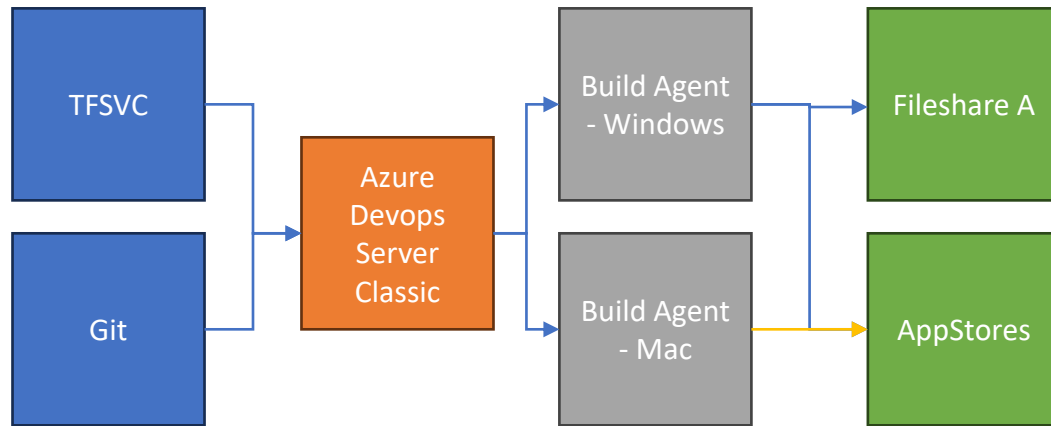 TFSVC
Git
Azure
Devops
Server
Classic
Build Agent
- Windows
Build Agent
- Mac
Fileshare A
AppStores